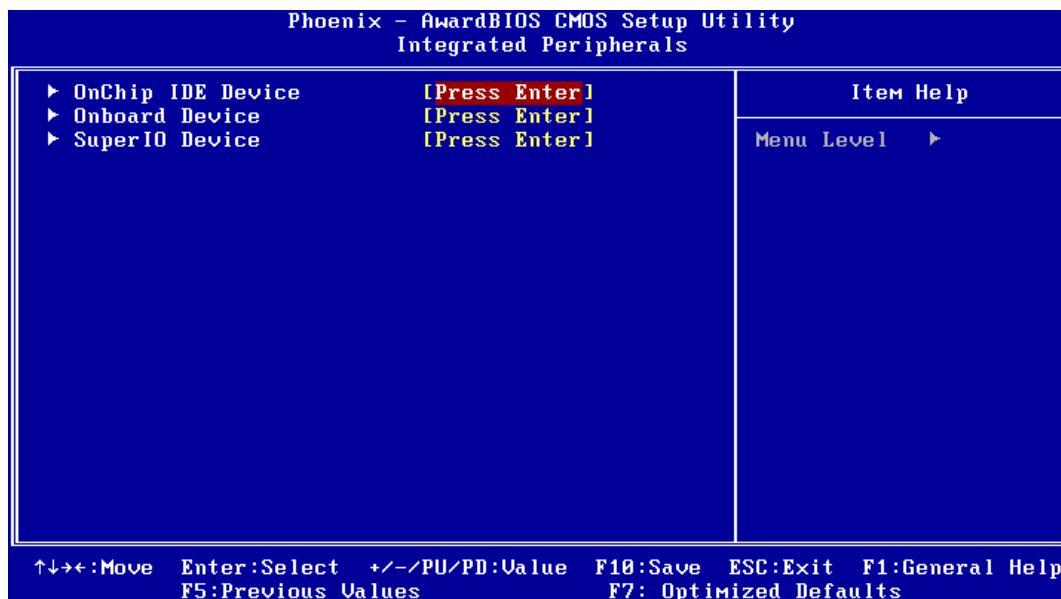 Phoenix - AwardBIOS CMOS Setup Utility
Integrated Peripherals
▶ OnChip IDE Device [Press Enter]
▶ Onboard Device [Press Enter]
▶ SuperIO Device [Press Enter]
Item Help
Menu Level ▶
↑↓→←:Move Enter:Select +/-/PU/PD:Value F10:Save ESC:Exit F1:General Help
F5:Previous Values F7: Optimized Defaults